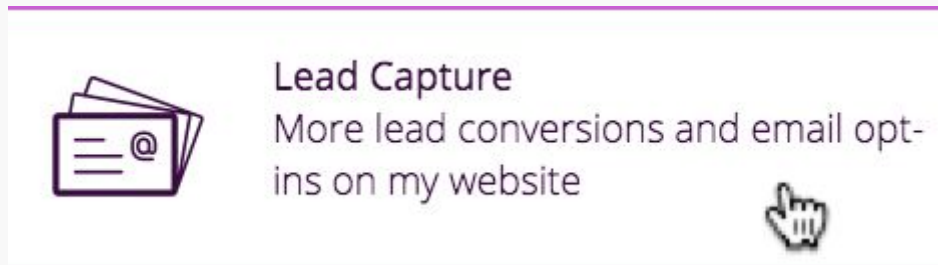 Lead Capture
More lead conversions and email opt-
ins on my website
@